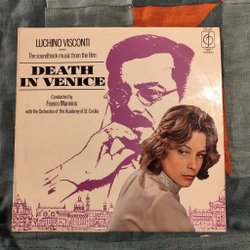 LUCHINO VISCONTI
The soundtrack music from the film
DEATH
IN VENICE
Conducted by
Franco Mannino
with the Orchestra of the Academy of St. Cecilia